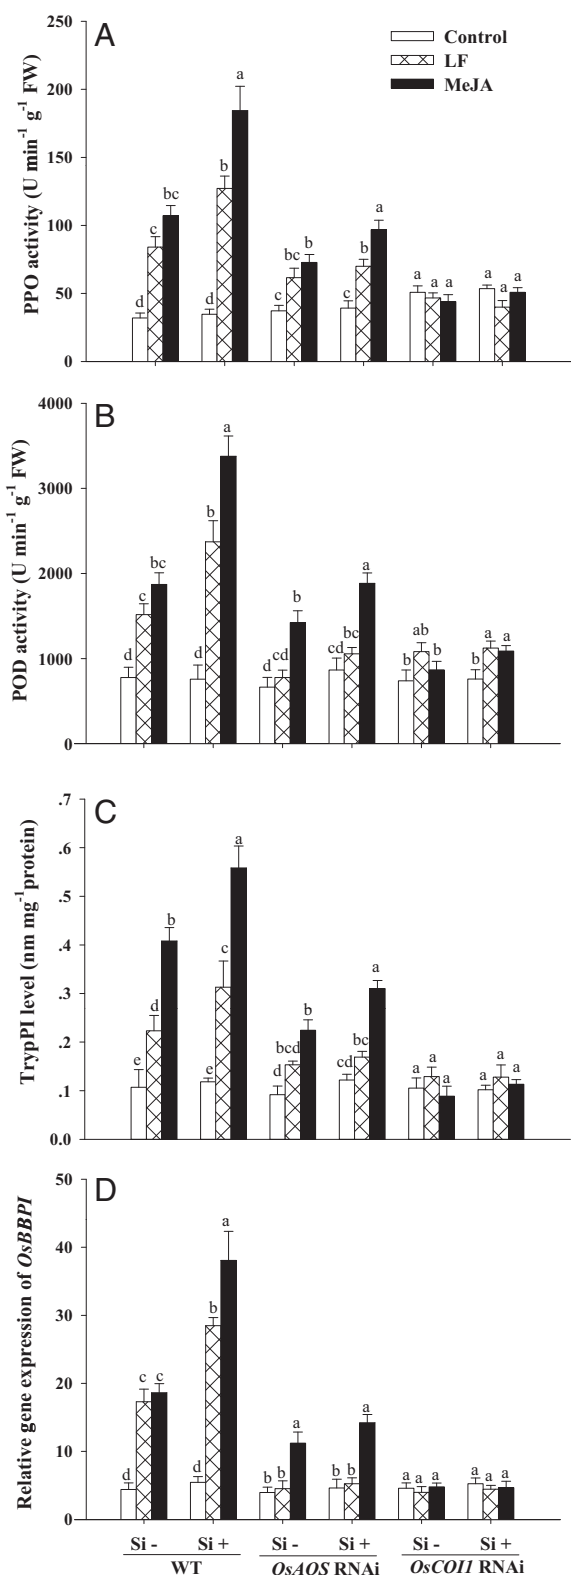 A
Control
LF
MeJA
PPO activity (U min-1 g-1 FW)
250
200
150
100
50
0
d c bc
d b a
c bc b
c b a
a a a
a a a
B
POD activity (U min-1 g-1 FW)
4000
3000
2000
1000
0
d c bc
d b a
d cd b
cd bc a
b ab b
b a a
C
TrypPI level (nm mg-1protein)
.7
.6
.5
.4
.3
.2
.1
0.0
e d b
e c a
d bcd b
cd bc a
a a a
a a a
D
Relative gene expression of OsBBPI
50
40
30
20
10
0
d c c
d b a
b b a
b b a
a a a
a a a
Si - Si + Si - Si + Si - Si +
WT OsAOS RNAi OsCOI1 RNAi